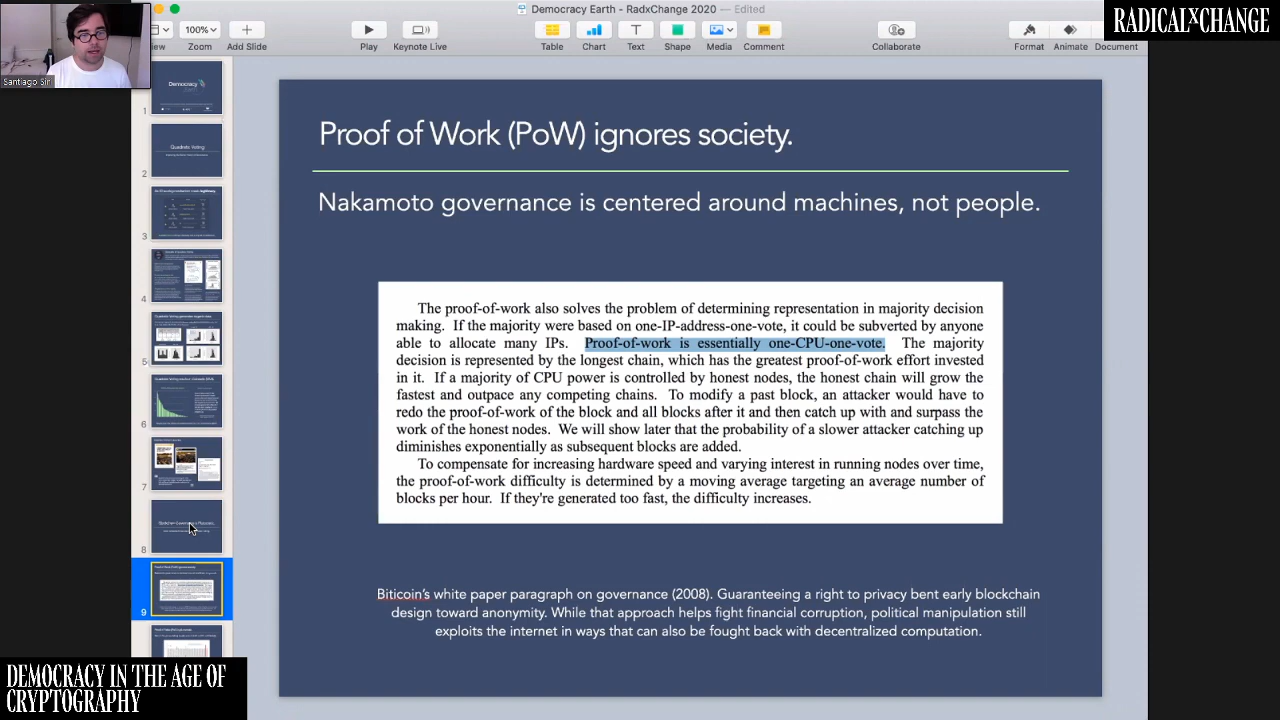 Democracy Earth - RadxChange 2020 — Edited
RADICALXCHANGE
View
100%
Zoom
Add Slide
Play
Keynote Live
Table
Chart
Text
Shape
Media
Comment
Collaborate
Format
Animate
Document
Santiago Siri
Democracy
1
Quadratic Voting
2
3
4
5
6
7
8
9
Proof of Work (PoW) ignores society.
Nakamoto governance is centered around machines, not people.
The proof-of-work also solves the problem of determining representation in majority decision
making. If the majority were based on one-IP-address-one-vote, it could be subverted by anyone
able to allocate many IPs. Proof-of-work is essentially one-CPU-one-vote. The majority
decision is represented by the longest chain, which has the greatest proof-of-work effort invested
in it. If a majority of CPU power is controlled by honest nodes, the honest chain will grow the
fastest and outpace any competing chains. To modify a past block, an attacker would have to
redo the proof-of-work of the block and all blocks after it and then catch up with and surpass the
work of the honest nodes. We will show later that the probability of a slower attacker catching up
diminishes exponentially as subsequent blocks are added.
To compensate for increasing hardware speed and varying interest in running nodes over time,
the proof-of-work difficulty is determined by a moving average targeting an average number of
blocks per hour. If they're generated too fast, the difficulty increases.
Biticoin's white paper paragraph on governance (2008). Guaranteeing a right to privacy bent early blockchain
design toward anonymity. While this approach helps fight financial corruption, political manipulation still
exploits the internet in ways that can also be fought back with decentralized computation.
DEMOCRACY IN THE AGE OF
CRYPTOGRAPHY